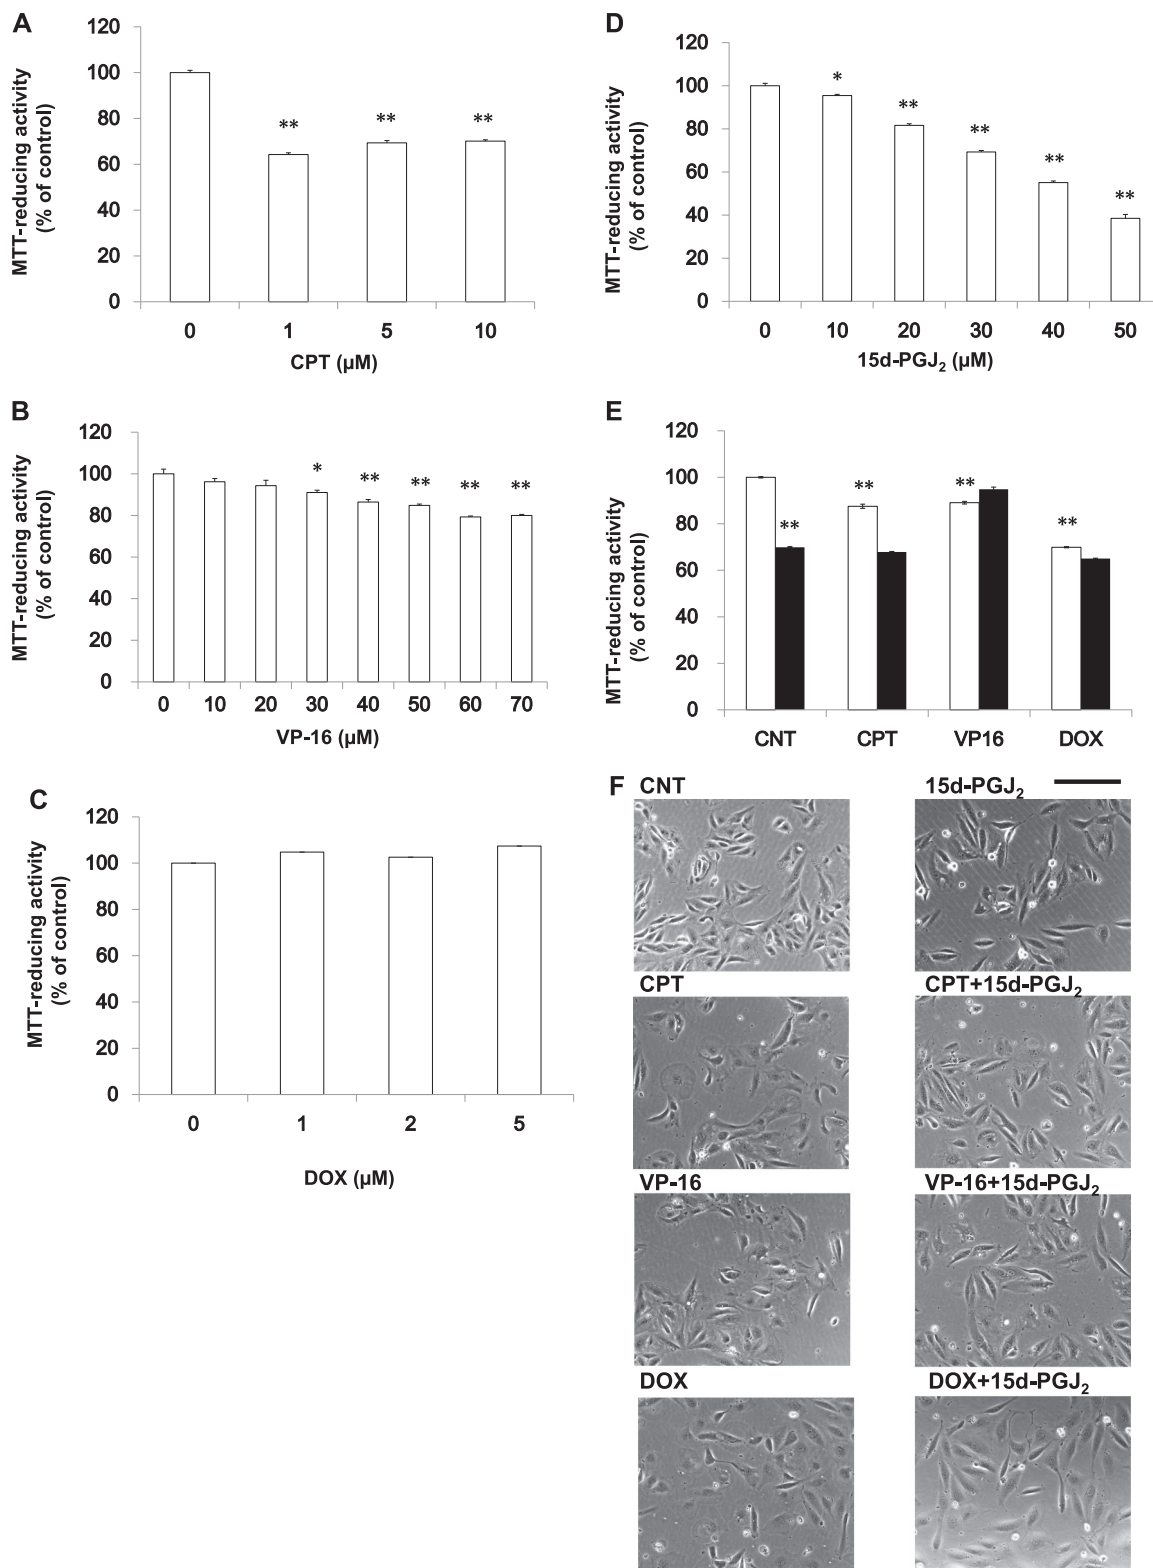 A
MTT-reducing activity
(% of control)
120
100
80
60
40
20
0
** ** **
0 1 5 10
CPT (µM)
B
MTT-reducing activity
(% of control)
120
100
80
60
40
20
0
* ** ** ** **
0 10 20 30 40 50 60 70
VP-16 (µM)
C
MTT-reducing activity
(% of control)
120
100
80
60
40
20
0
0 1 2 5
DOX (µM)
D
MTT-reducing activity
(% of control)
120
100
80
60
40
20
0
* ** ** ** **
0 10 20 30 40 50
15d-PGJ₂ (µM)
E
MTT-reducing activity
(% of control)
120
100
80
60
40
20
0
** ** ** **
CNT CPT VP16 DOX
F
CNT 15d-PGJ₂
CPT CPT+15d-PGJ₂
VP-16 VP-16+15d-PGJ₂
DOX DOX+15d-PGJ₂